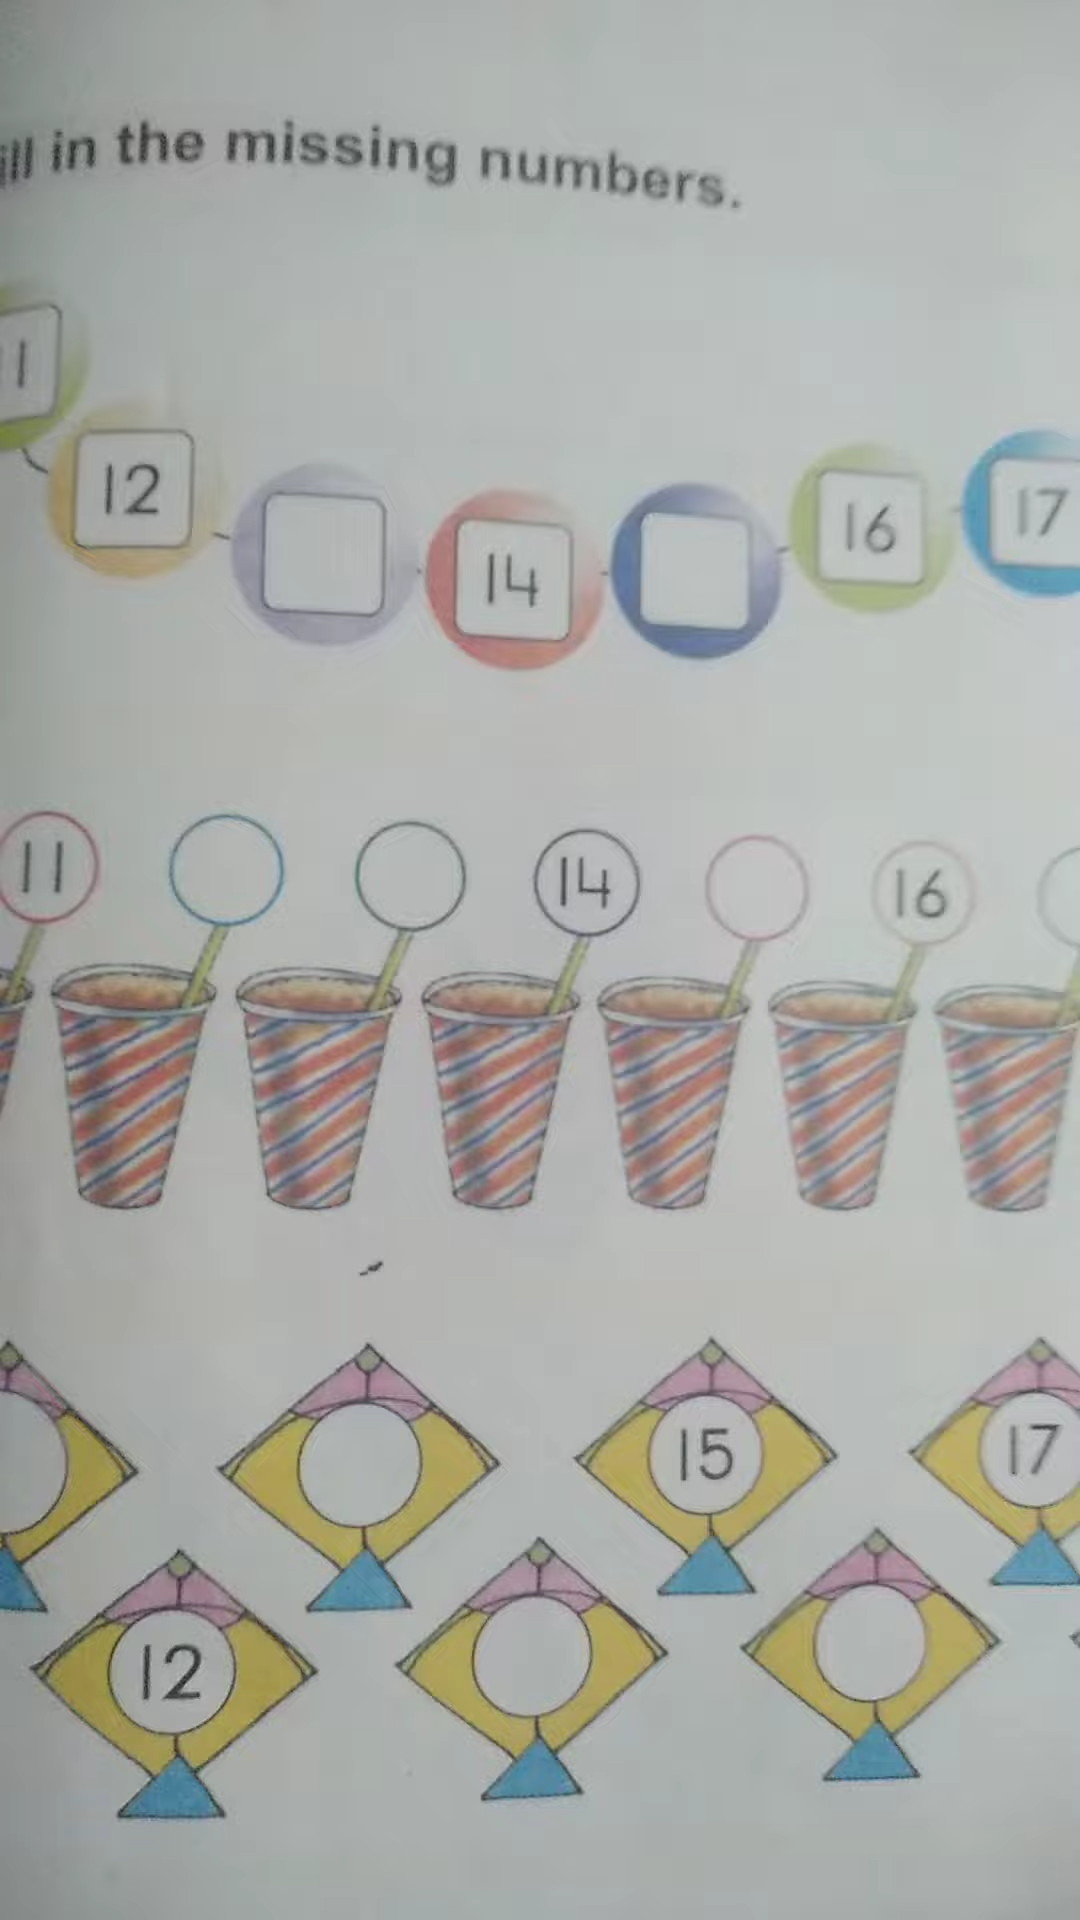 ill in the missing numbers.
11
12 14 16 17
11 14 16
15 17
12